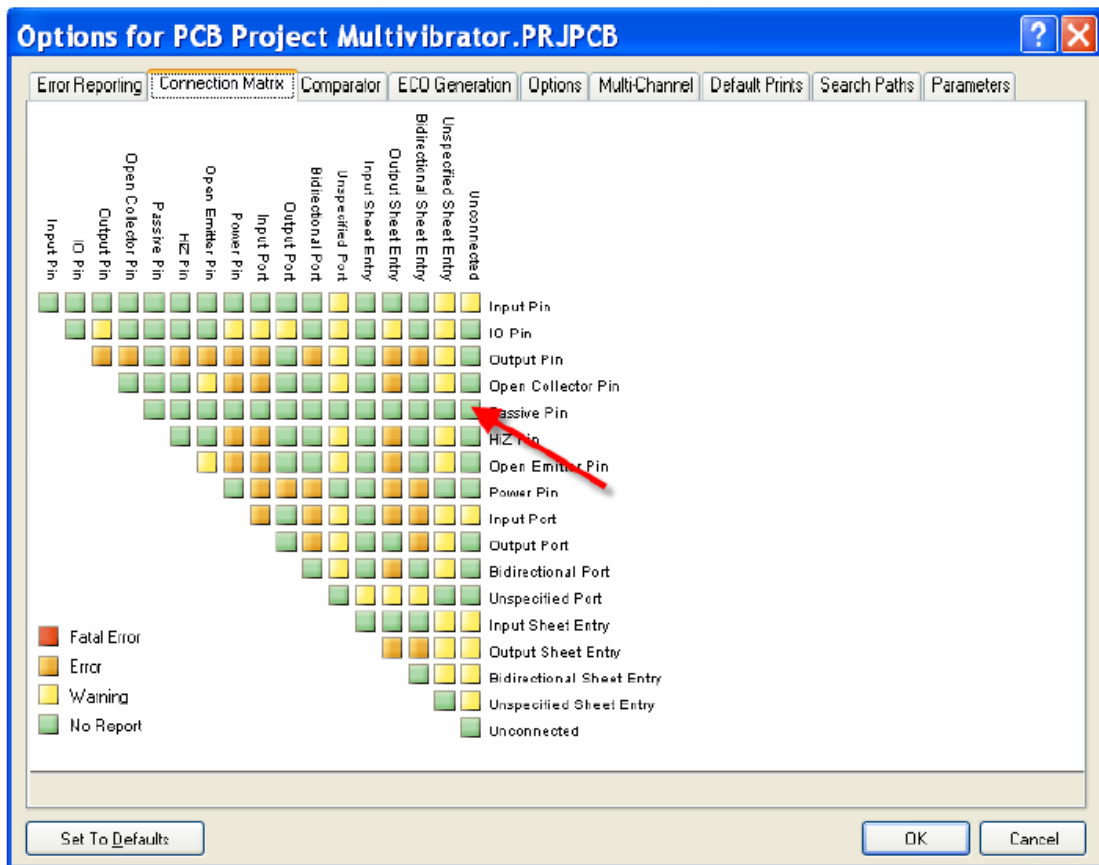 Options for PCB Project Multivibrator.PRJPCB
Error Reporting Connection Matrix Comparator ECO Generation Options Multi-Channel Default Prints Search Paths Parameters
Input Pin
IO Pin
Output Pin
Open Collector Pin
Passive Pin
HiZ Pin
Open Emitter Pin
Power Pin
Input Port
Output Port
Bidirectional Port
Unspecified Port
Input Sheet Entry
Output Sheet Entry
Bidirectional Sheet Entry
Unspecified Sheet Entry
Unconnected
Input Pin
IO Pin
Output Pin
Open Collector Pin
Passive Pin
HiZ Pin
Open Emitter Pin
Power Pin
Input Port
Output Port
Bidirectional Port
Unspecified Port
Input Sheet Entry
Output Sheet Entry
Bidirectional Sheet Entry
Unspecified Sheet Entry
Unconnected
Fatal Error
Error
Warning
No Report
Set To Defaults OK Cancel